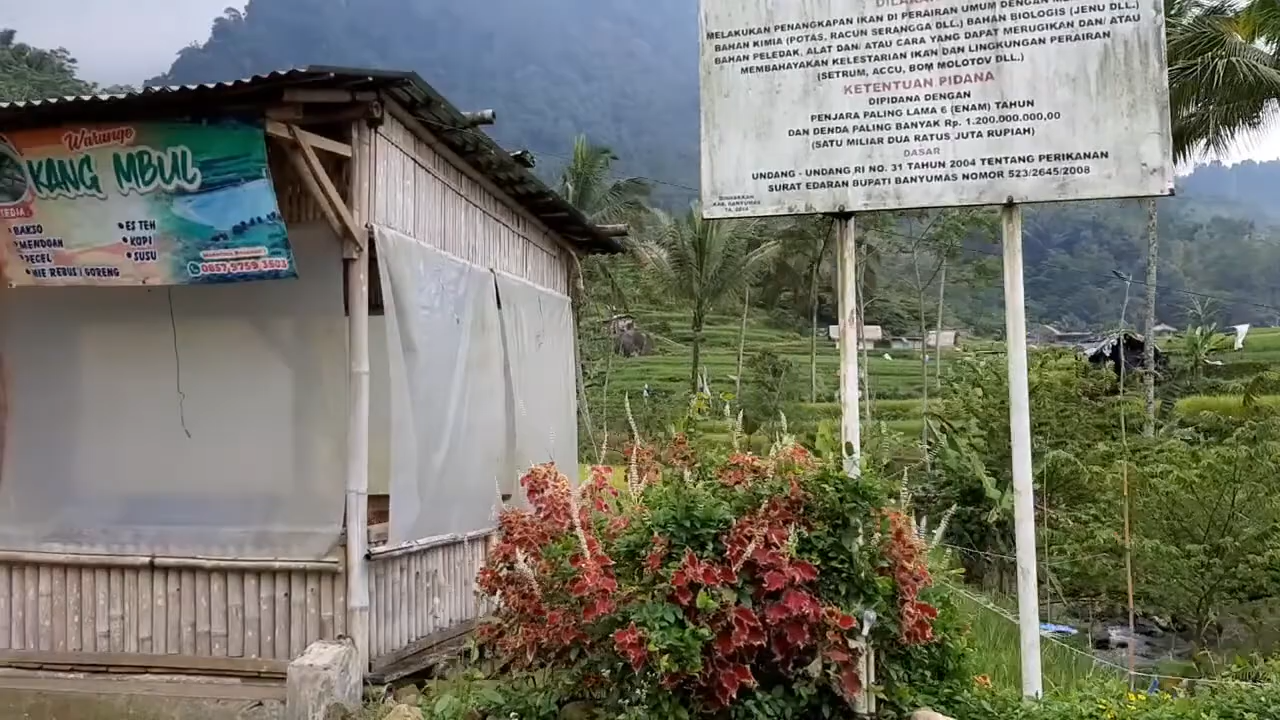 Warunge
KANG MBUL
EDIA
•BAKSO
•MENDOAN
•PECEL
•MIE REBUS / GORENG
•ES TEH
•KOPI
•SUSU
0857 9759 3503
DILARA
MELAKUKAN PENANGKAPAN IKAN DI PERAIRAN UMUM DENGAN
BAHAN KIMIA (POTAS, RACUN SERANGGA DLL.) BAHAN BIOLOGIS (JENU DLL.)
BAHAN PELEDAK, ALAT DAN/ ATAU CARA YANG DAPAT MERUGIKAN DAN/ ATAU
MEMBAHAYAKAN KELESTARIAN IKAN DAN LINGKUNGAN PERAIRAN
(SETRUM, ACCU, BOM MOLOTOV DLL.)
KETENTUAN PIDANA
DIPIDANA DENGAN
PENJARA PALING LAMA 6 (ENAM) TAHUN
DAN DENDA PALING BANYAK Rp. 1.200.000.000,00
(SATU MILIAR DUA RATUS JUTA RUPIAH)
DASAR
UNDANG - UNDANG RI NO. 31 TAHUN 2004 TENTANG PERIKANAN
SURAT EDARAN BUPATI BANYUMAS NOMOR 523/2645/2008
KAB. BANYUMAS